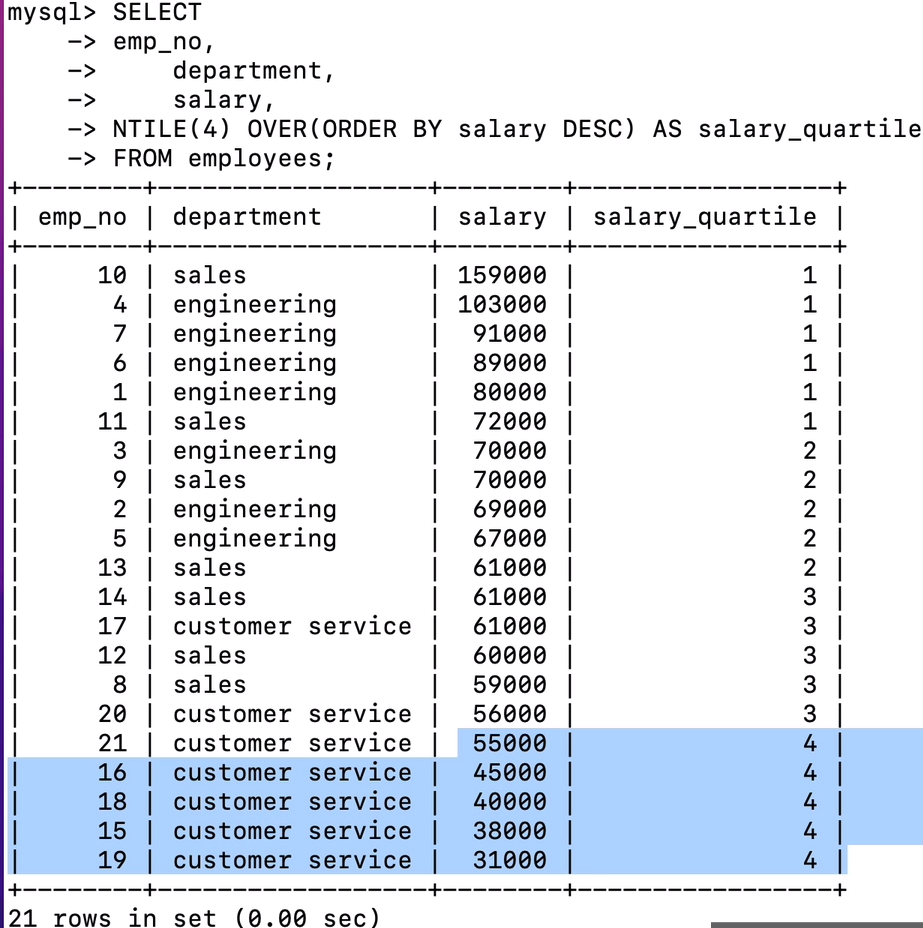 mysql> SELECT
    -> emp_no,
    ->     department,
    ->     salary,
    -> NTILE(4) OVER(ORDER BY salary DESC) AS salary_quartile
    -> FROM employees;
+--------+------------------+--------+-----------------+
| emp_no | department       | salary | salary_quartile |
+--------+------------------+--------+-----------------+
|     10 | sales            | 159000 |               1 |
|      4 | engineering      | 103000 |               1 |
|      7 | engineering      |  91000 |               1 |
|      6 | engineering      |  89000 |               1 |
|      1 | engineering      |  80000 |               1 |
|     11 | sales            |  72000 |               1 |
|      3 | engineering      |  70000 |               2 |
|      9 | sales            |  70000 |               2 |
|      2 | engineering      |  69000 |               2 |
|      5 | engineering      |  67000 |               2 |
|     13 | sales            |  61000 |               2 |
|     14 | sales            |  61000 |               3 |
|     17 | customer service |  61000 |               3 |
|     12 | sales            |  60000 |               3 |
|      8 | sales            |  59000 |               3 |
|     20 | customer service |  56000 |               3 |
|     21 | customer service |  55000 |               4 |
|     16 | customer service |  45000 |               4 |
|     18 | customer service |  40000 |               4 |
|     15 | customer service |  38000 |               4 |
|     19 | customer service |  31000 |               4 |
+--------+------------------+--------+-----------------+
21 rows in set (0.00 sec)